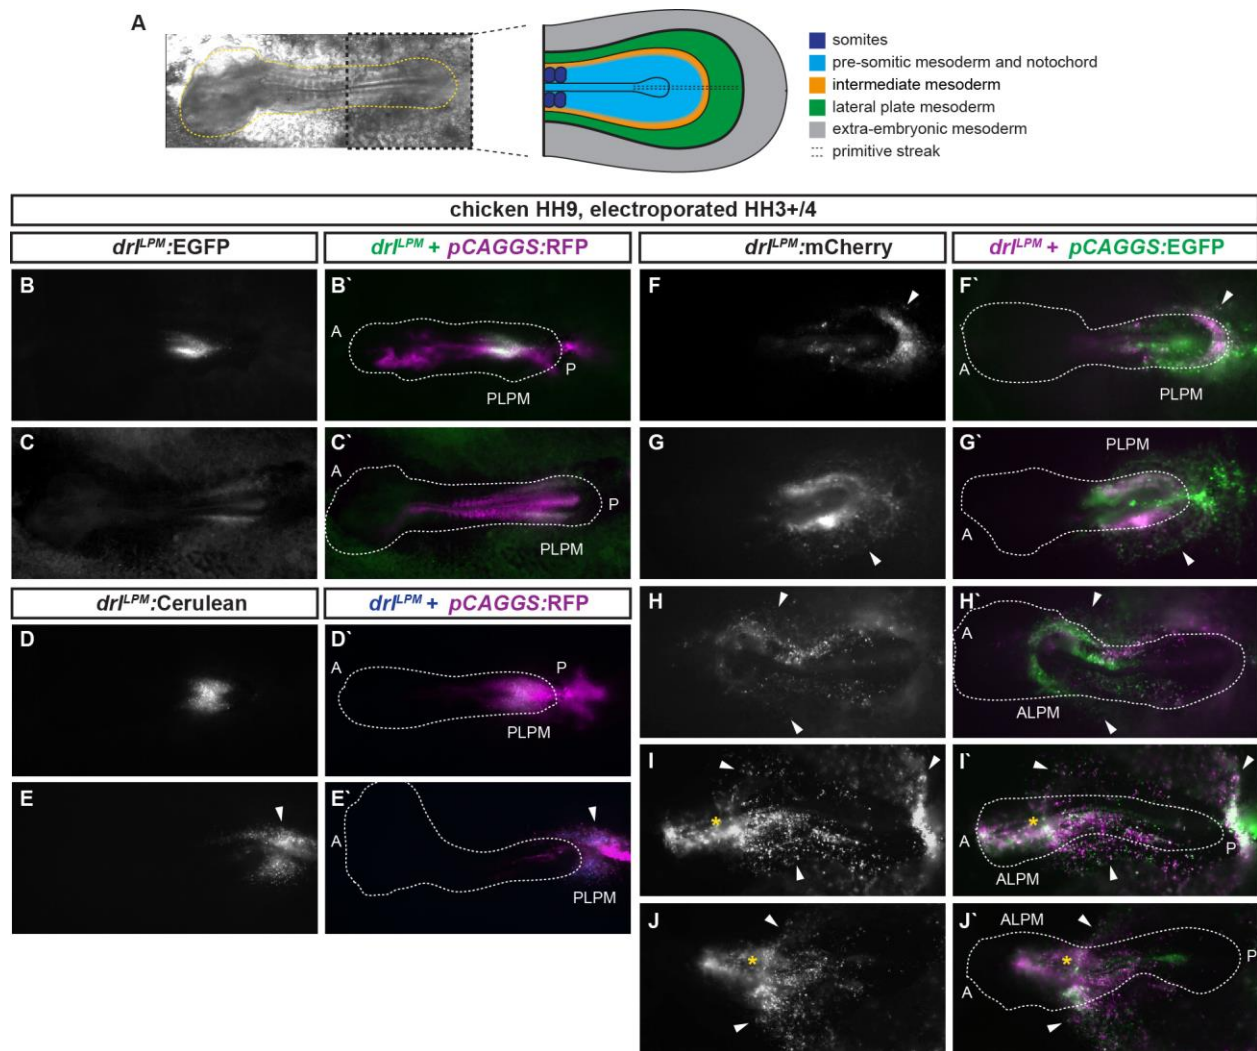 A
somites
pre-somitic mesoderm and notochord
intermediate mesoderm
lateral plate mesoderm
extra-embryonic mesoderm
primitive streak
chicken HH9, electroporated HH3+/4
drlLPM:EGFP
drlLPM + pCAGGS:RFP
drlLPM:mCherry
drlLPM + pCAGGS:EGFP
B
B`
A
P
PLPM
F
F`
A
PLPM
C
C`
A
P
PLPM
G
G`
PLPM
A
drlLPM:Cerulean
drlLPM + pCAGGS:RFP
D
D`
A
P
PLPM
H
H`
A
ALPM
E
E`
A
PLPM
I
*
I`
*
A
P
ALPM
J
*
J`
ALPM
*
A
P